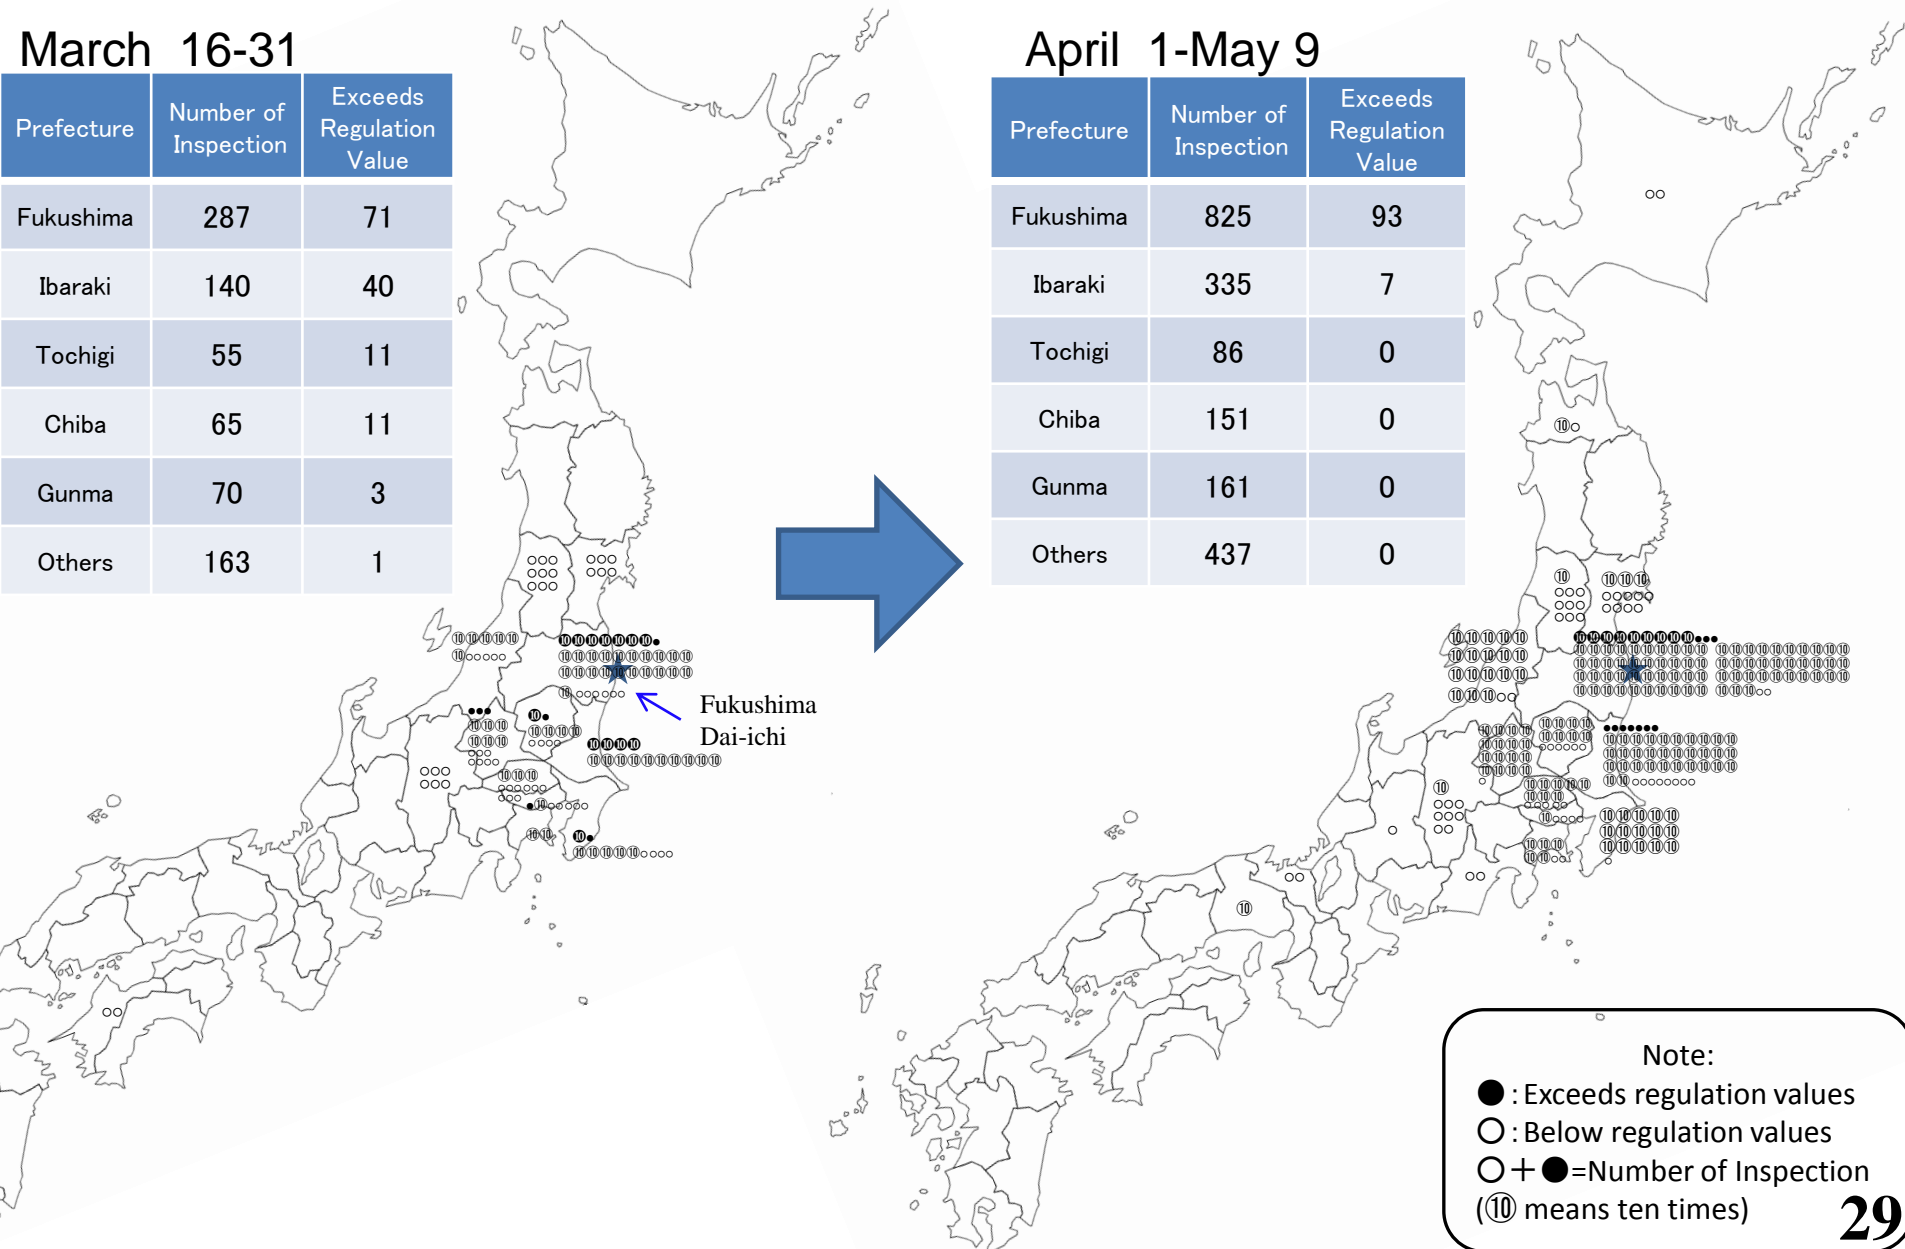 March 16-31
Prefecture Number of Inspection Exceeds Regulation Value
Fukushima 287 71
Ibaraki 140 40
Tochigi 55 11
Chiba 65 11
Gunma 70 3
Others 163 1
April 1-May 9
Prefecture Number of Inspection Exceeds Regulation Value
Fukushima 825 93
Ibaraki 335 7
Tochigi 86 0
Chiba 151 0
Gunma 161 0
Others 437 0
Fukushima
Dai-ichi
Note:
●: Exceeds regulation values
○: Below regulation values
○+●=Number of Inspection
(⑩ means ten times)
29